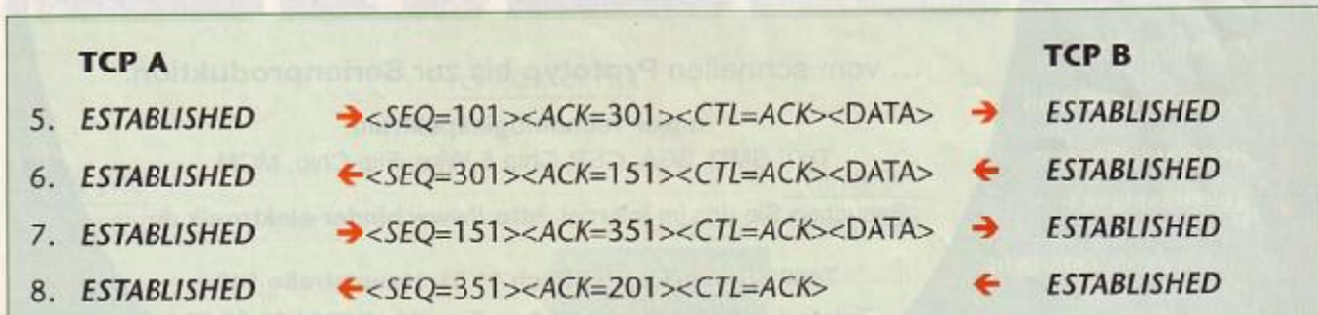 TCP A TCP B
5. ESTABLISHED →<SEQ=101><ACK=301><CTL=ACK><DATA> → ESTABLISHED
6. ESTABLISHED ←<SEQ=301><ACK=151><CTL=ACK><DATA> ← ESTABLISHED
7. ESTABLISHED →<SEQ=151><ACK=351><CTL=ACK><DATA> → ESTABLISHED
8. ESTABLISHED ←<SEQ=351><ACK=201><CTL=ACK> ← ESTABLISHED